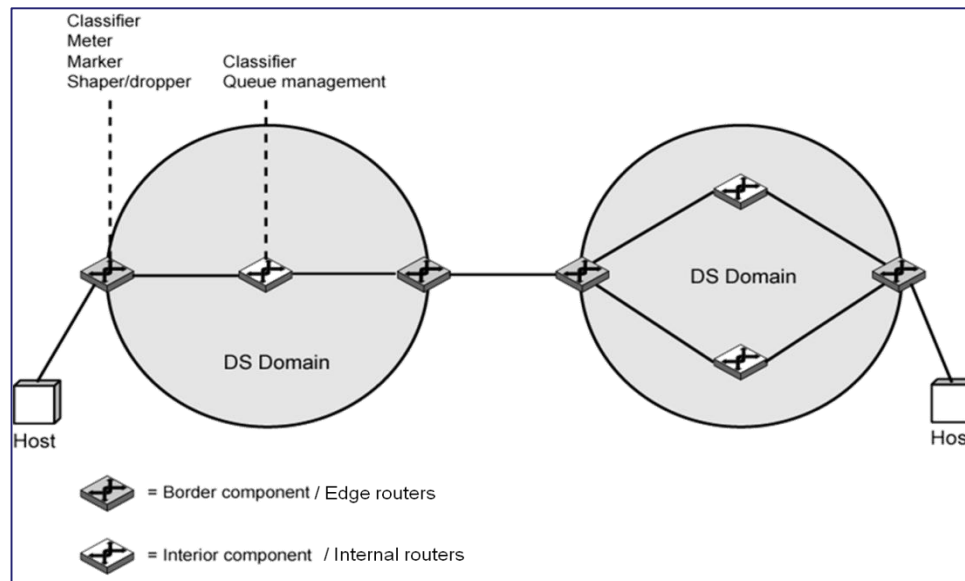 Classifier
Meter
Marker
Shaper/dropper
Classifier
Queue management
DS Domain
DS Domain
Host
Host
= Border component / Edge routers
= Interior component / Internal routers